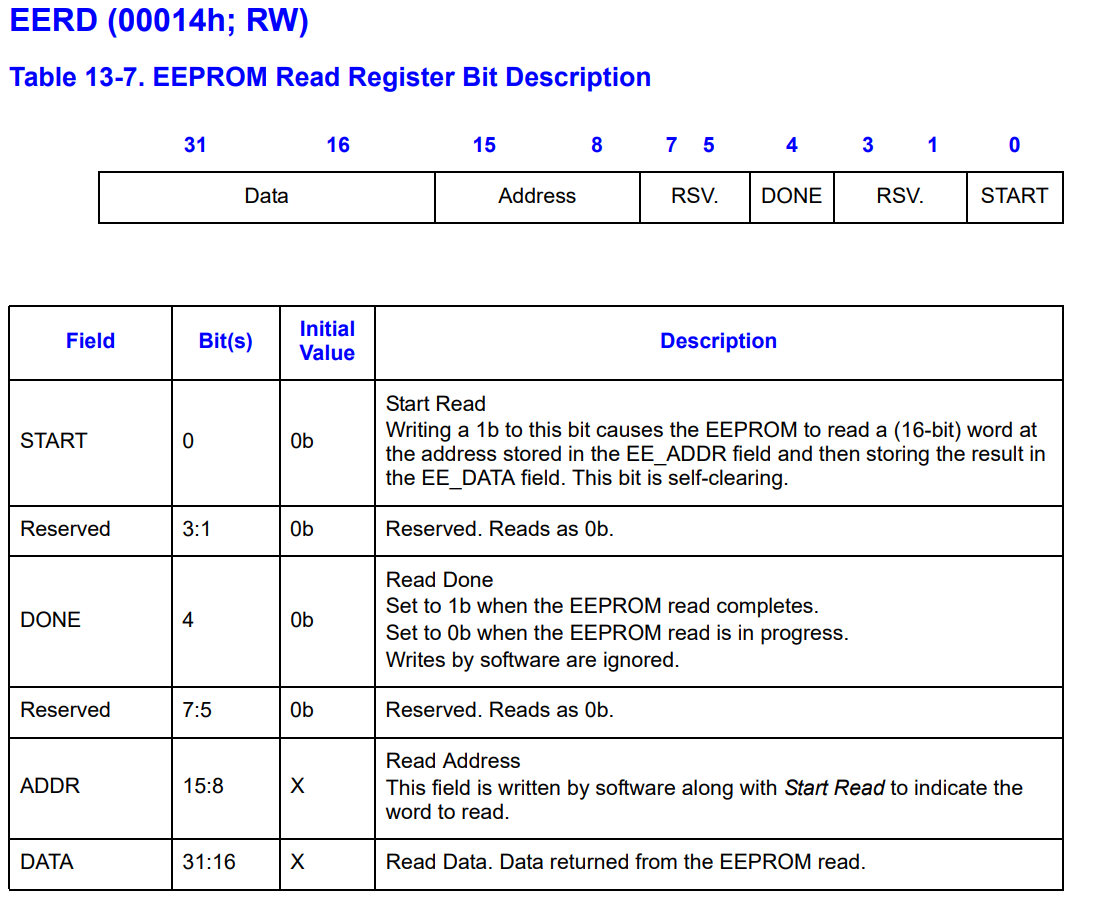 EERD (00014h; RW)
Table 13-7. EEPROM Read Register Bit Description
31 16 15 8 7 5 4 3 1 0
Data Address RSV. DONE RSV. START
Field Bit(s) Initial Value Description
START 0 0b Start Read
Writing a 1b to this bit causes the EEPROM to read a (16-bit) word at
the address stored in the EE_ADDR field and then storing the result in
the EE_DATA field. This bit is self-clearing.
Reserved 3:1 0b Reserved. Reads as 0b.
DONE 4 0b Read Done
Set to 1b when the EEPROM read completes.
Set to 0b when the EEPROM read is in progress.
Writes by software are ignored.
Reserved 7:5 0b Reserved. Reads as 0b.
ADDR 15:8 X Read Address
This field is written by software along with Start Read to indicate the
word to read.
DATA 31:16 X Read Data. Data returned from the EEPROM read.